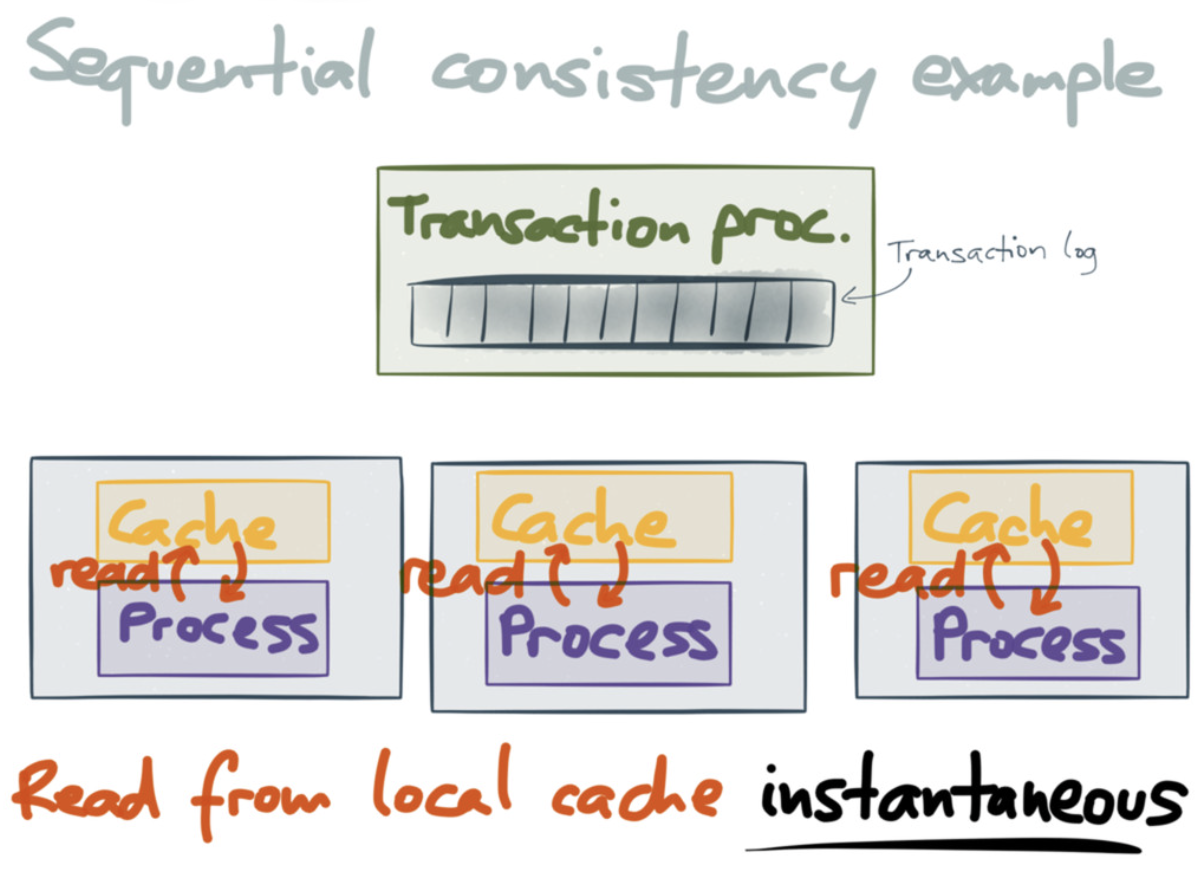 Sequential consistency example
Transaction proc.
Transaction log
Cache
read
Process
Cache
read
Process
Cache
read
Process
Read from local cache instantaneous